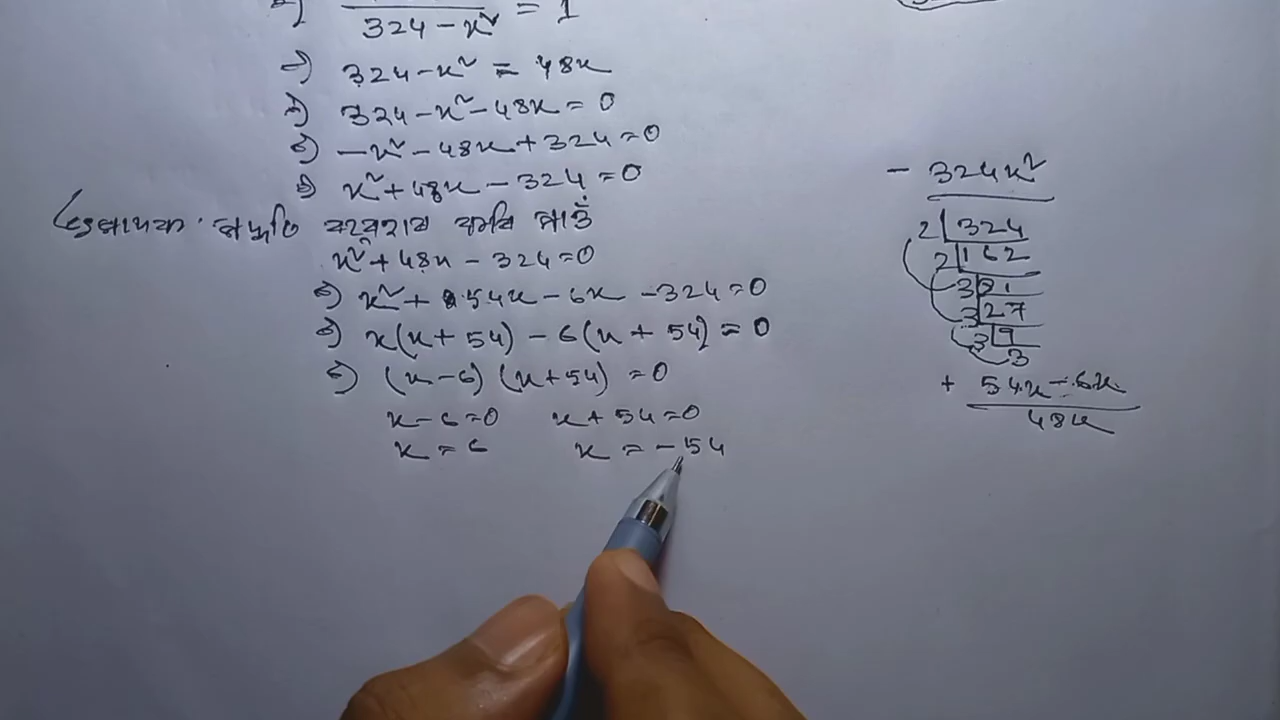 324 - x² = 1
⇒) 324 - x² = 48x
⇒) 324 - x² - 48x = 0
⇒) -x² - 48x + 324 = 0
⇒) x² + 48x - 324 = 0
ব্যৱহাৰ কৰি পাওঁ
x² + 48x - 324 = 0
⇒) x² + 54x - 6x - 324 = 0
⇒) x(x + 54) - 6(x + 54) = 0
⇒) (x - 6) (x + 54) = 0
x - 6 = 0 x + 54 = 0
x = 6 x = -54
- 324x²
2 324
2 162
3 81
3 27
3 9
3
+ 54x - 6x
48x